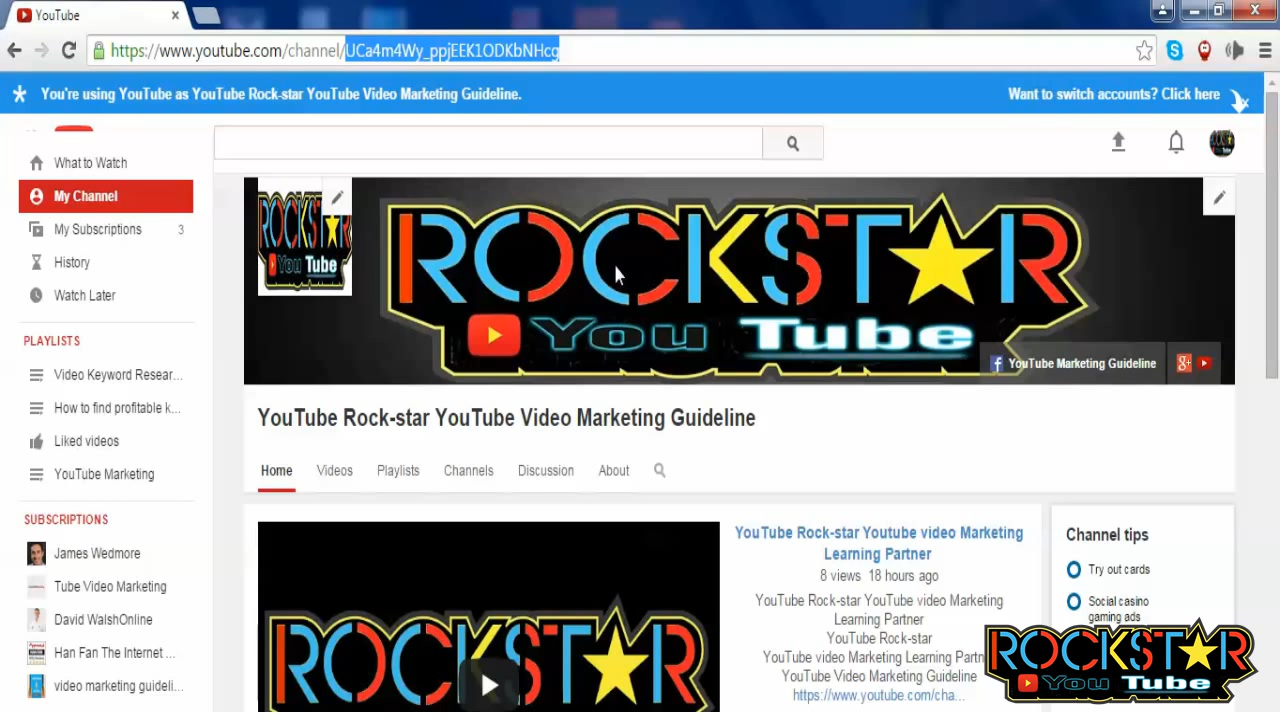 YouTube
https://www.youtube.com/channel/UCa4m4Wy_ppjEEK1ODKbNHcg
You're using YouTube as YouTube Rock-star YouTube Video Marketing Guideline.
Want to switch accounts? Click here
What to Watch
My Channel
My Subscriptions 3
History
Watch Later
PLAYLISTS
Video Keyword Resear...
How to find profitable k...
Liked videos
YouTube Marketing
SUBSCRIPTIONS
James Wedmore
Tube Video Marketing
David WalshOnline
Han Fan The Internet ...
video marketing guideli...
ROCKSTAR
You Tube
ROCKSTAR
You Tube
YouTube Marketing Guideline
YouTube Rock-star YouTube Video Marketing Guideline
Home Videos Playlists Channels Discussion About
ROCKSTAR
YouTube Rock-star Youtube video Marketing
Learning Partner
8 views 18 hours ago
YouTube Rock-star YouTube video Marketing
Learning Partner
YouTube Rock-star
YouTube video Marketing Learning Partn
YouTube Video Marketing Guideline
https://www.youtube.com/cha...
Channel tips
Try out cards
Social casino
gaming ads
ROCKSTAR
You Tube